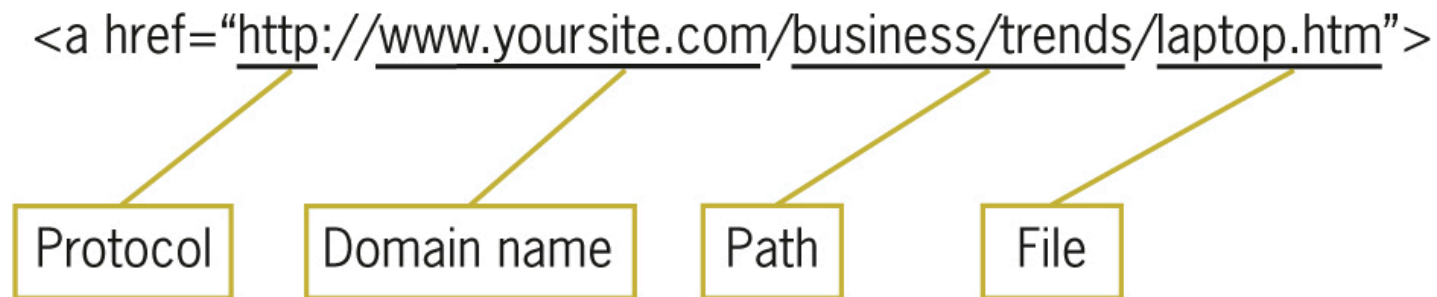 <a href=“http://www.yoursite.com/business/trends/laptop.htm”>
Protocol Domain name Path File